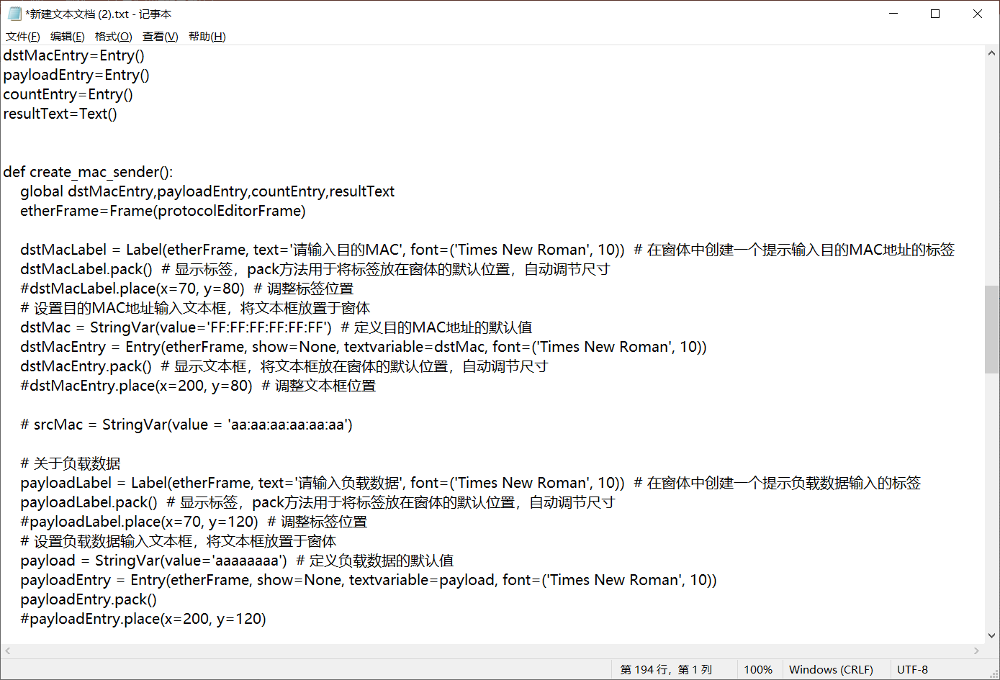 *新建文本文档 (2).txt - 记事本
文件(F) 编辑(E) 格式(O) 查看(V) 帮助(H)
dstMacEntry=Entry()
payloadEntry=Entry()
countEntry=Entry()
resultText=Text()
def create_mac_sender():
global dstMacEntry,payloadEntry,countEntry,resultText
etherFrame=Frame(protocolEditorFrame)
dstMacLabel = Label(etherFrame, text='请输入目的MAC', font=('Times New Roman', 10))  # 在窗体中创建一个提示输入目的MAC地址的标签
dstMacLabel.pack()  # 显示标签，pack方法用于将标签放在窗体的默认位置，自动调节尺寸
#dstMacLabel.place(x=70, y=80)  # 调整标签位置
# 设置目的MAC地址输入文本框，将文本框放置于窗体
dstMac = StringVar(value='FF:FF:FF:FF:FF:FF')  # 定义目的MAC地址的默认值
dstMacEntry = Entry(etherFrame, show=None, textvariable=dstMac, font=('Times New Roman', 10))
dstMacEntry.pack()  # 显示文本框，将文本框放在窗体的默认位置，自动调节尺寸
#dstMacEntry.place(x=200, y=80)  # 调整文本框位置
# srcMac = StringVar(value = 'aa:aa:aa:aa:aa:aa')
# 关于负载数据
payloadLabel = Label(etherFrame, text='请输入负载数据', font=('Times New Roman', 10))  # 在窗体中创建一个提示负载数据输入的标签
payloadLabel.pack()  # 显示标签，pack方法用于将标签放在窗体的默认位置，自动调节尺寸
#payloadLabel.place(x=70, y=120)  # 调整标签位置
# 设置负载数据输入文本框，将文本框放置于窗体
payload = StringVar(value='aaaaaaaa')  # 定义负载数据的默认值
payloadEntry = Entry(etherFrame, show=None, textvariable=payload, font=('Times New Roman', 10))
payloadEntry.pack()
#payloadEntry.place(x=200, y=120)
第 194 行，第 1 列 100% Windows (CRLF) UTF-8